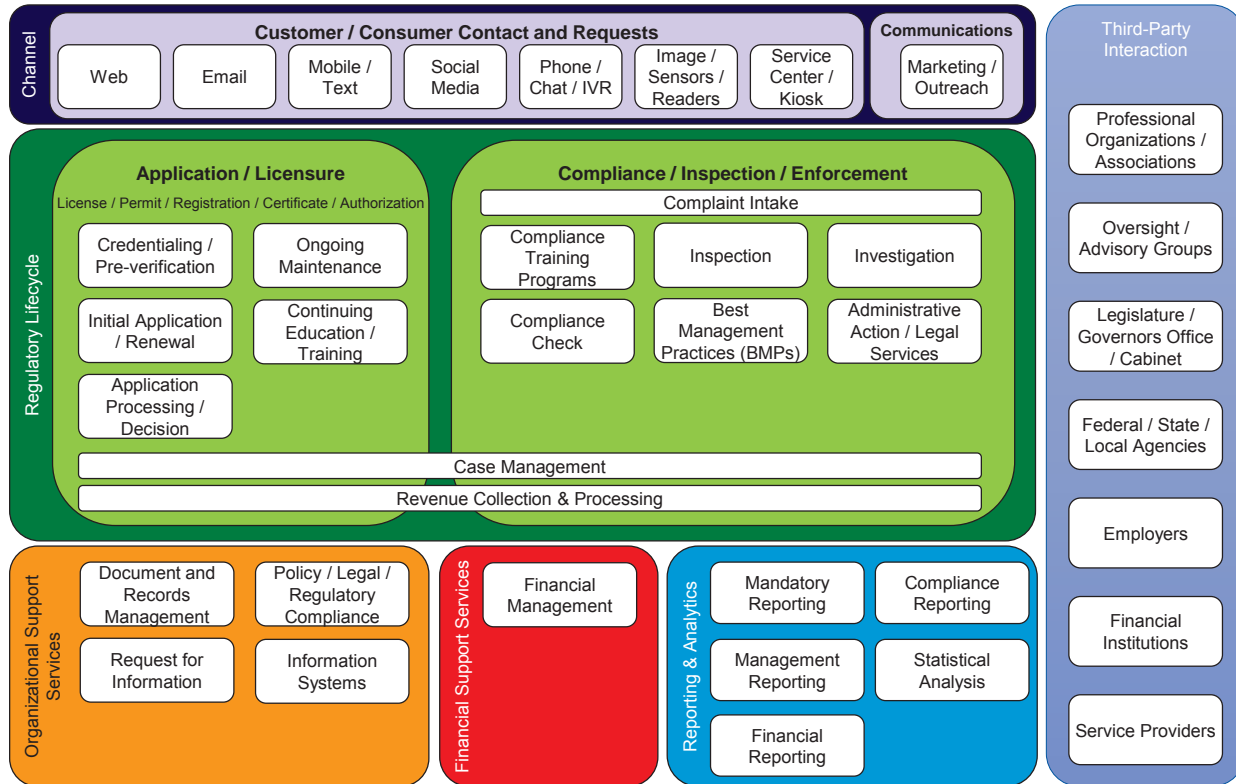 Channel
Customer / Consumer Contact and Requests
Web
Email
Mobile /
Text
Social
Media
Phone /
Chat / IVR
Image /
Sensors /
Readers
Service
Center /
Kiosk
Communications
Marketing /
Outreach
Regulatory Lifecycle
Application / Licensure
License / Permit / Registration / Certificate / Authorization
Credentialing /
Pre-verification
Ongoing
Maintenance
Initial Application
/ Renewal
Continuing
Education /
Training
Application
Processing /
Decision
Compliance / Inspection / Enforcement
Complaint Intake
Compliance
Training
Programs
Inspection
Investigation
Compliance
Check
Best
Management
Practices (BMPs)
Administrative
Action / Legal
Services
Case Management
Revenue Collection & Processing
Organizational Support
Services
Document and
Records
Management
Policy / Legal /
Regulatory
Compliance
Request for
Information
Information
Systems
Financial Support Services
Financial
Management
Reporting & Analytics
Mandatory
Reporting
Compliance
Reporting
Management
Reporting
Statistical
Analysis
Financial
Reporting
Third-Party
Interaction
Professional
Organizations /
Associations
Oversight /
Advisory Groups
Legislature /
Governors Office
/ Cabinet
Federal / State /
Local Agencies
Employers
Financial
Institutions
Service Providers